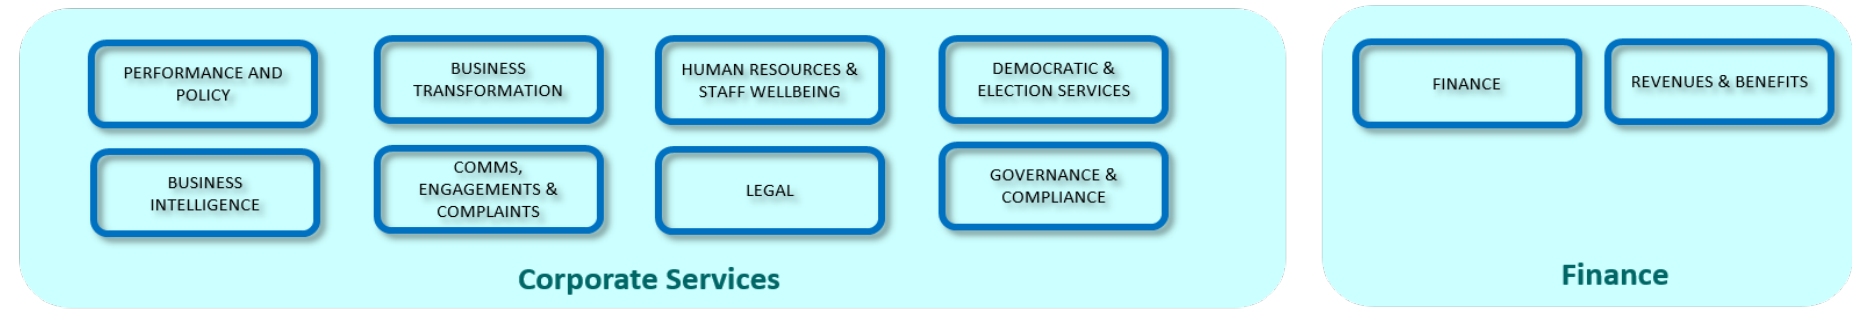 PERFORMANCE AND
POLICY
BUSINESS
TRANSFORMATION
HUMAN RESOURCES &
STAFF WELLBEING
DEMOCRATIC &
ELECTION SERVICES
BUSINESS
INTELLIGENCE
COMMS,
ENGAGEMENTS &
COMPLAINTS
LEGAL
GOVERNANCE &
COMPLIANCE
Corporate Services
FINANCE
REVENUES & BENEFITS
Finance